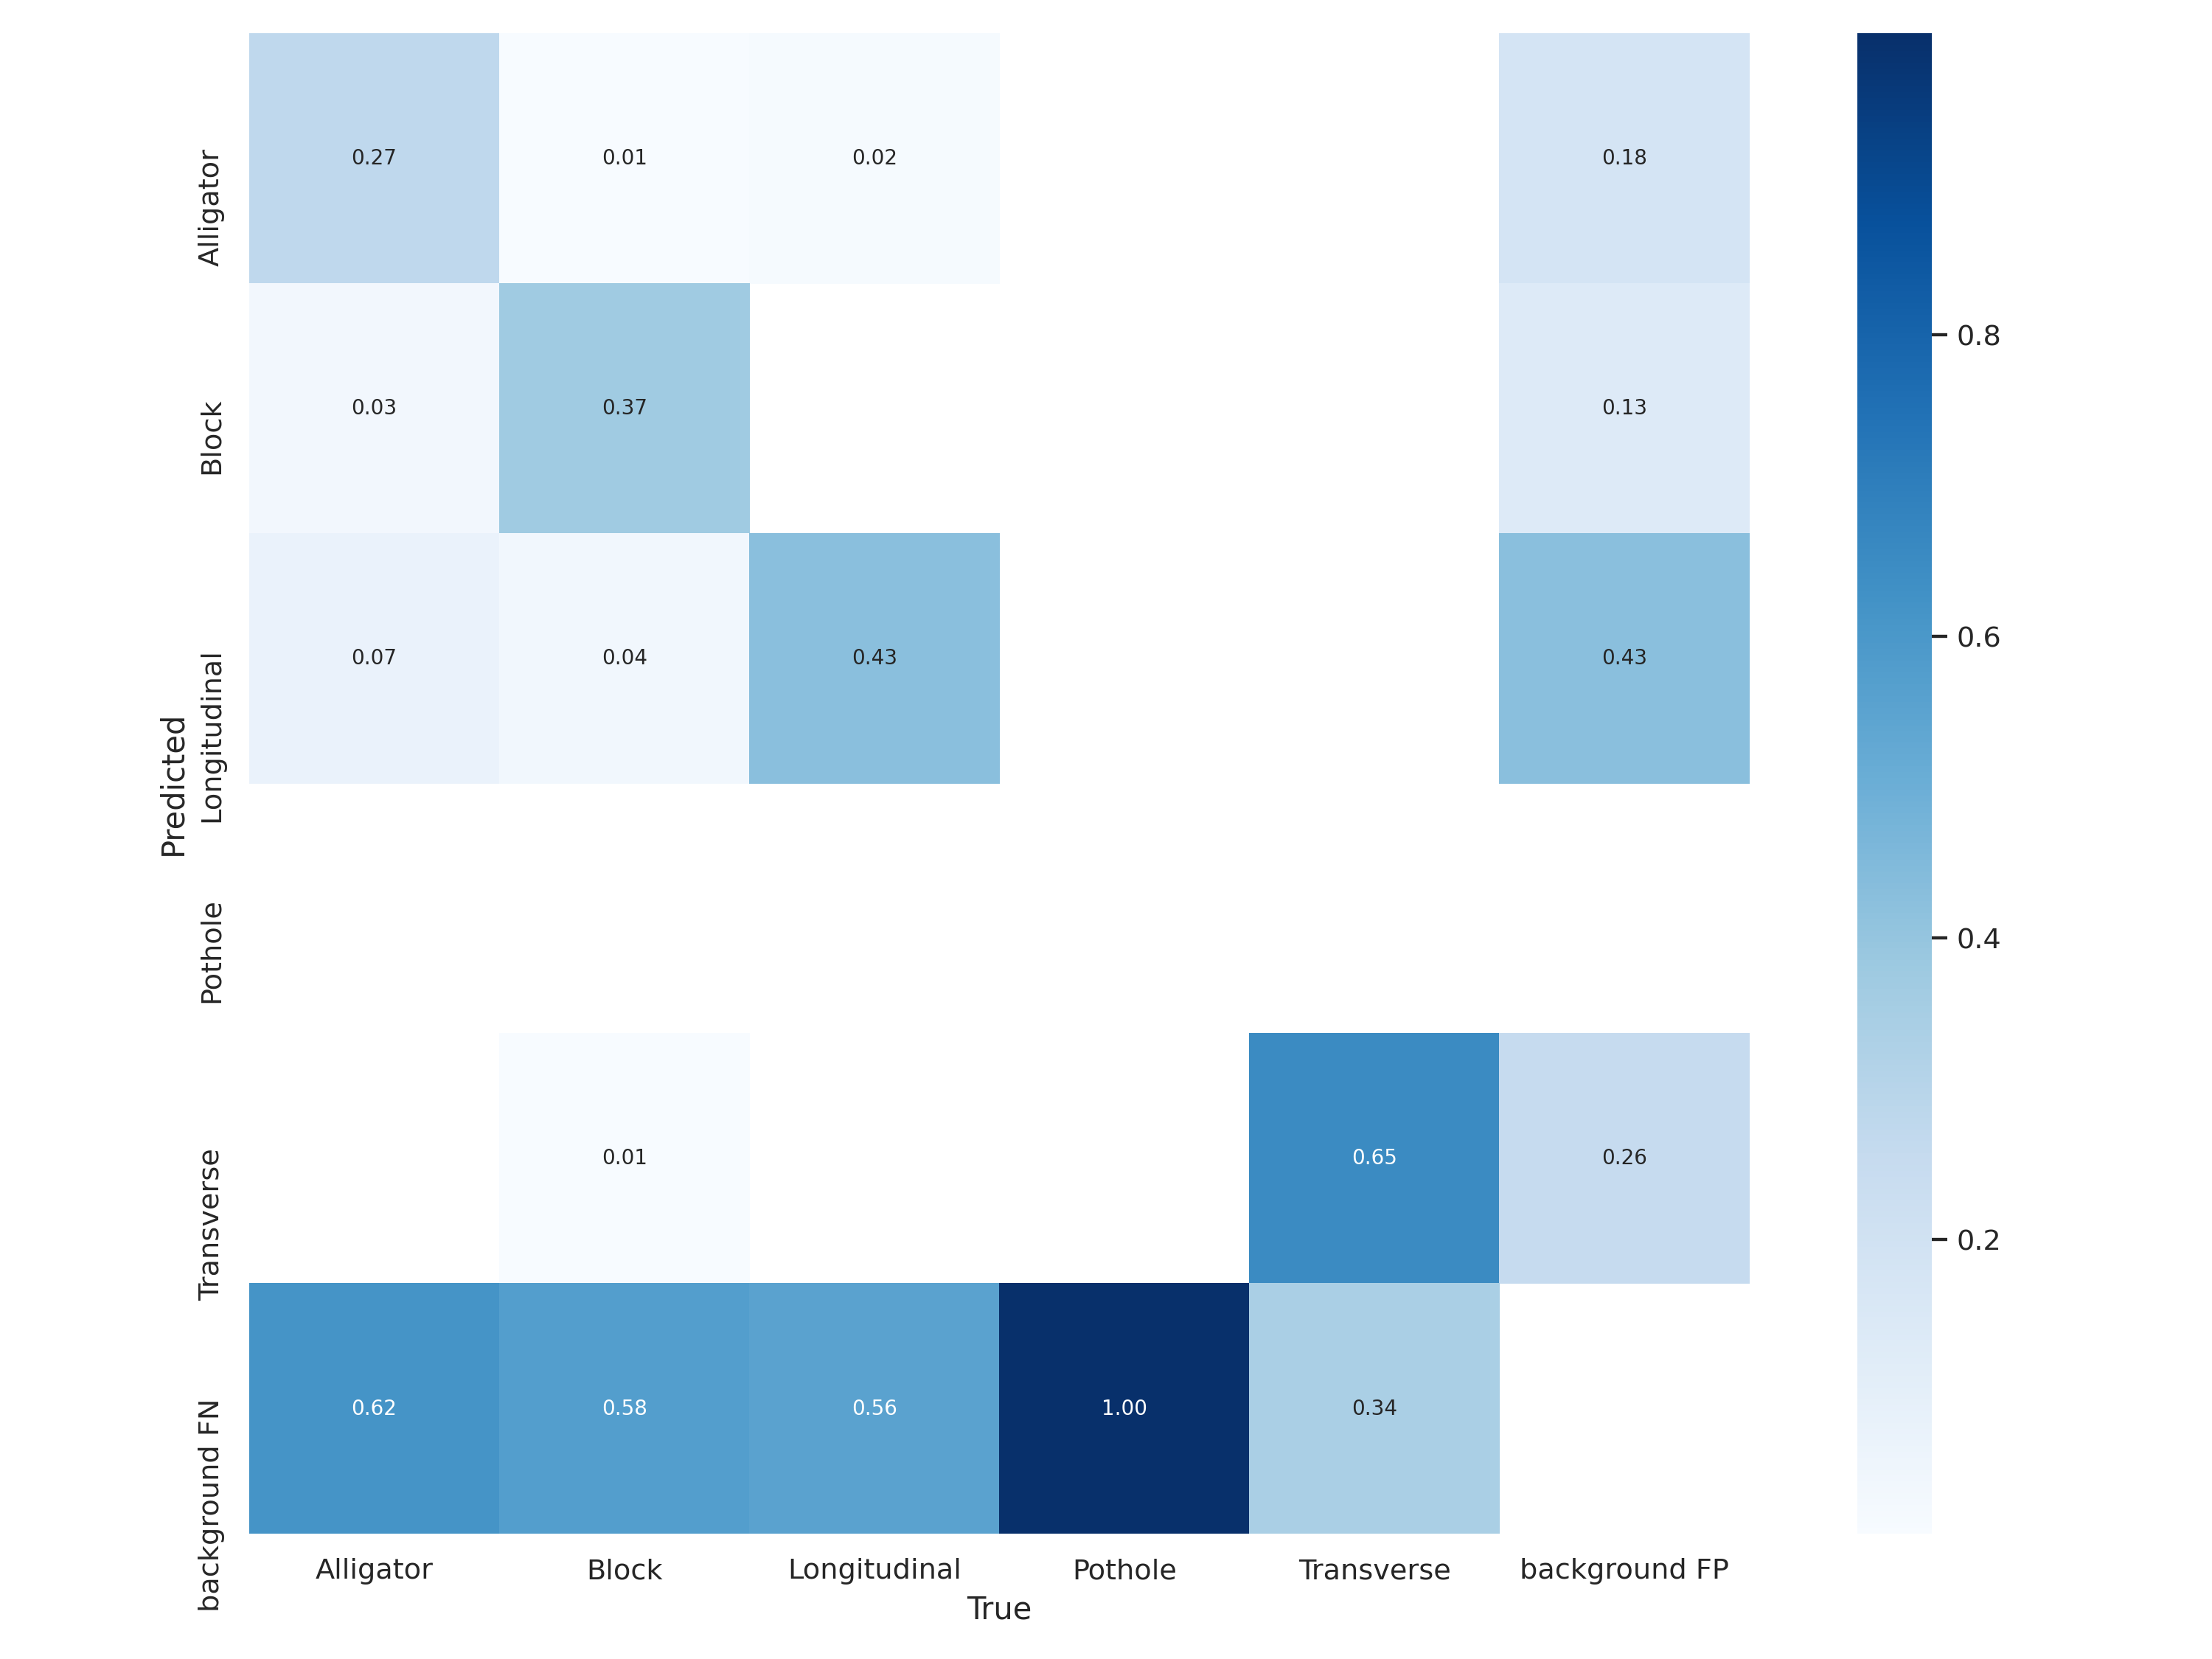 Predicted
Alligator
0.27 0.01 0.02 0.18
Block
0.03 0.37 0.13
Longitudinal
0.07 0.04 0.43 0.43
Pothole
Transverse
0.01 0.65 0.26
background FN
0.62 0.58 0.56 1.00 0.34
Alligator Block Longitudinal Pothole Transverse background FP
True
0.8
0.6
0.4
0.2